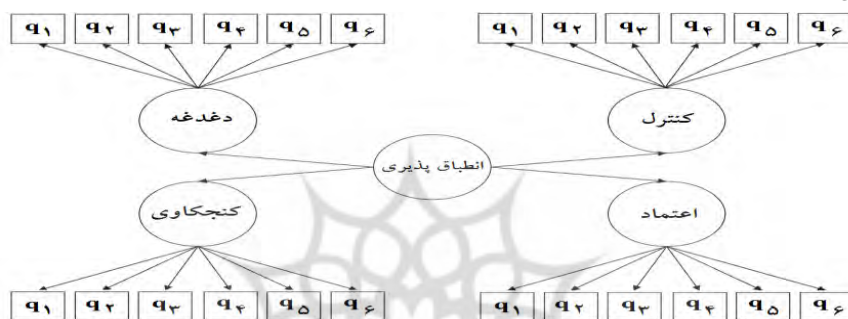 q۱ q۲ q۳ q۴ q۵ q۶
q۱ q۲ q۳ q۴ q۵ q۶
دغدغه
کنترل
انطباق پذیری
کنجکاوی
اعتماد
q۱ q۲ q۳ q۴ q۵ q۶
q۱ q۲ q۳ q۴ q۵ q۶